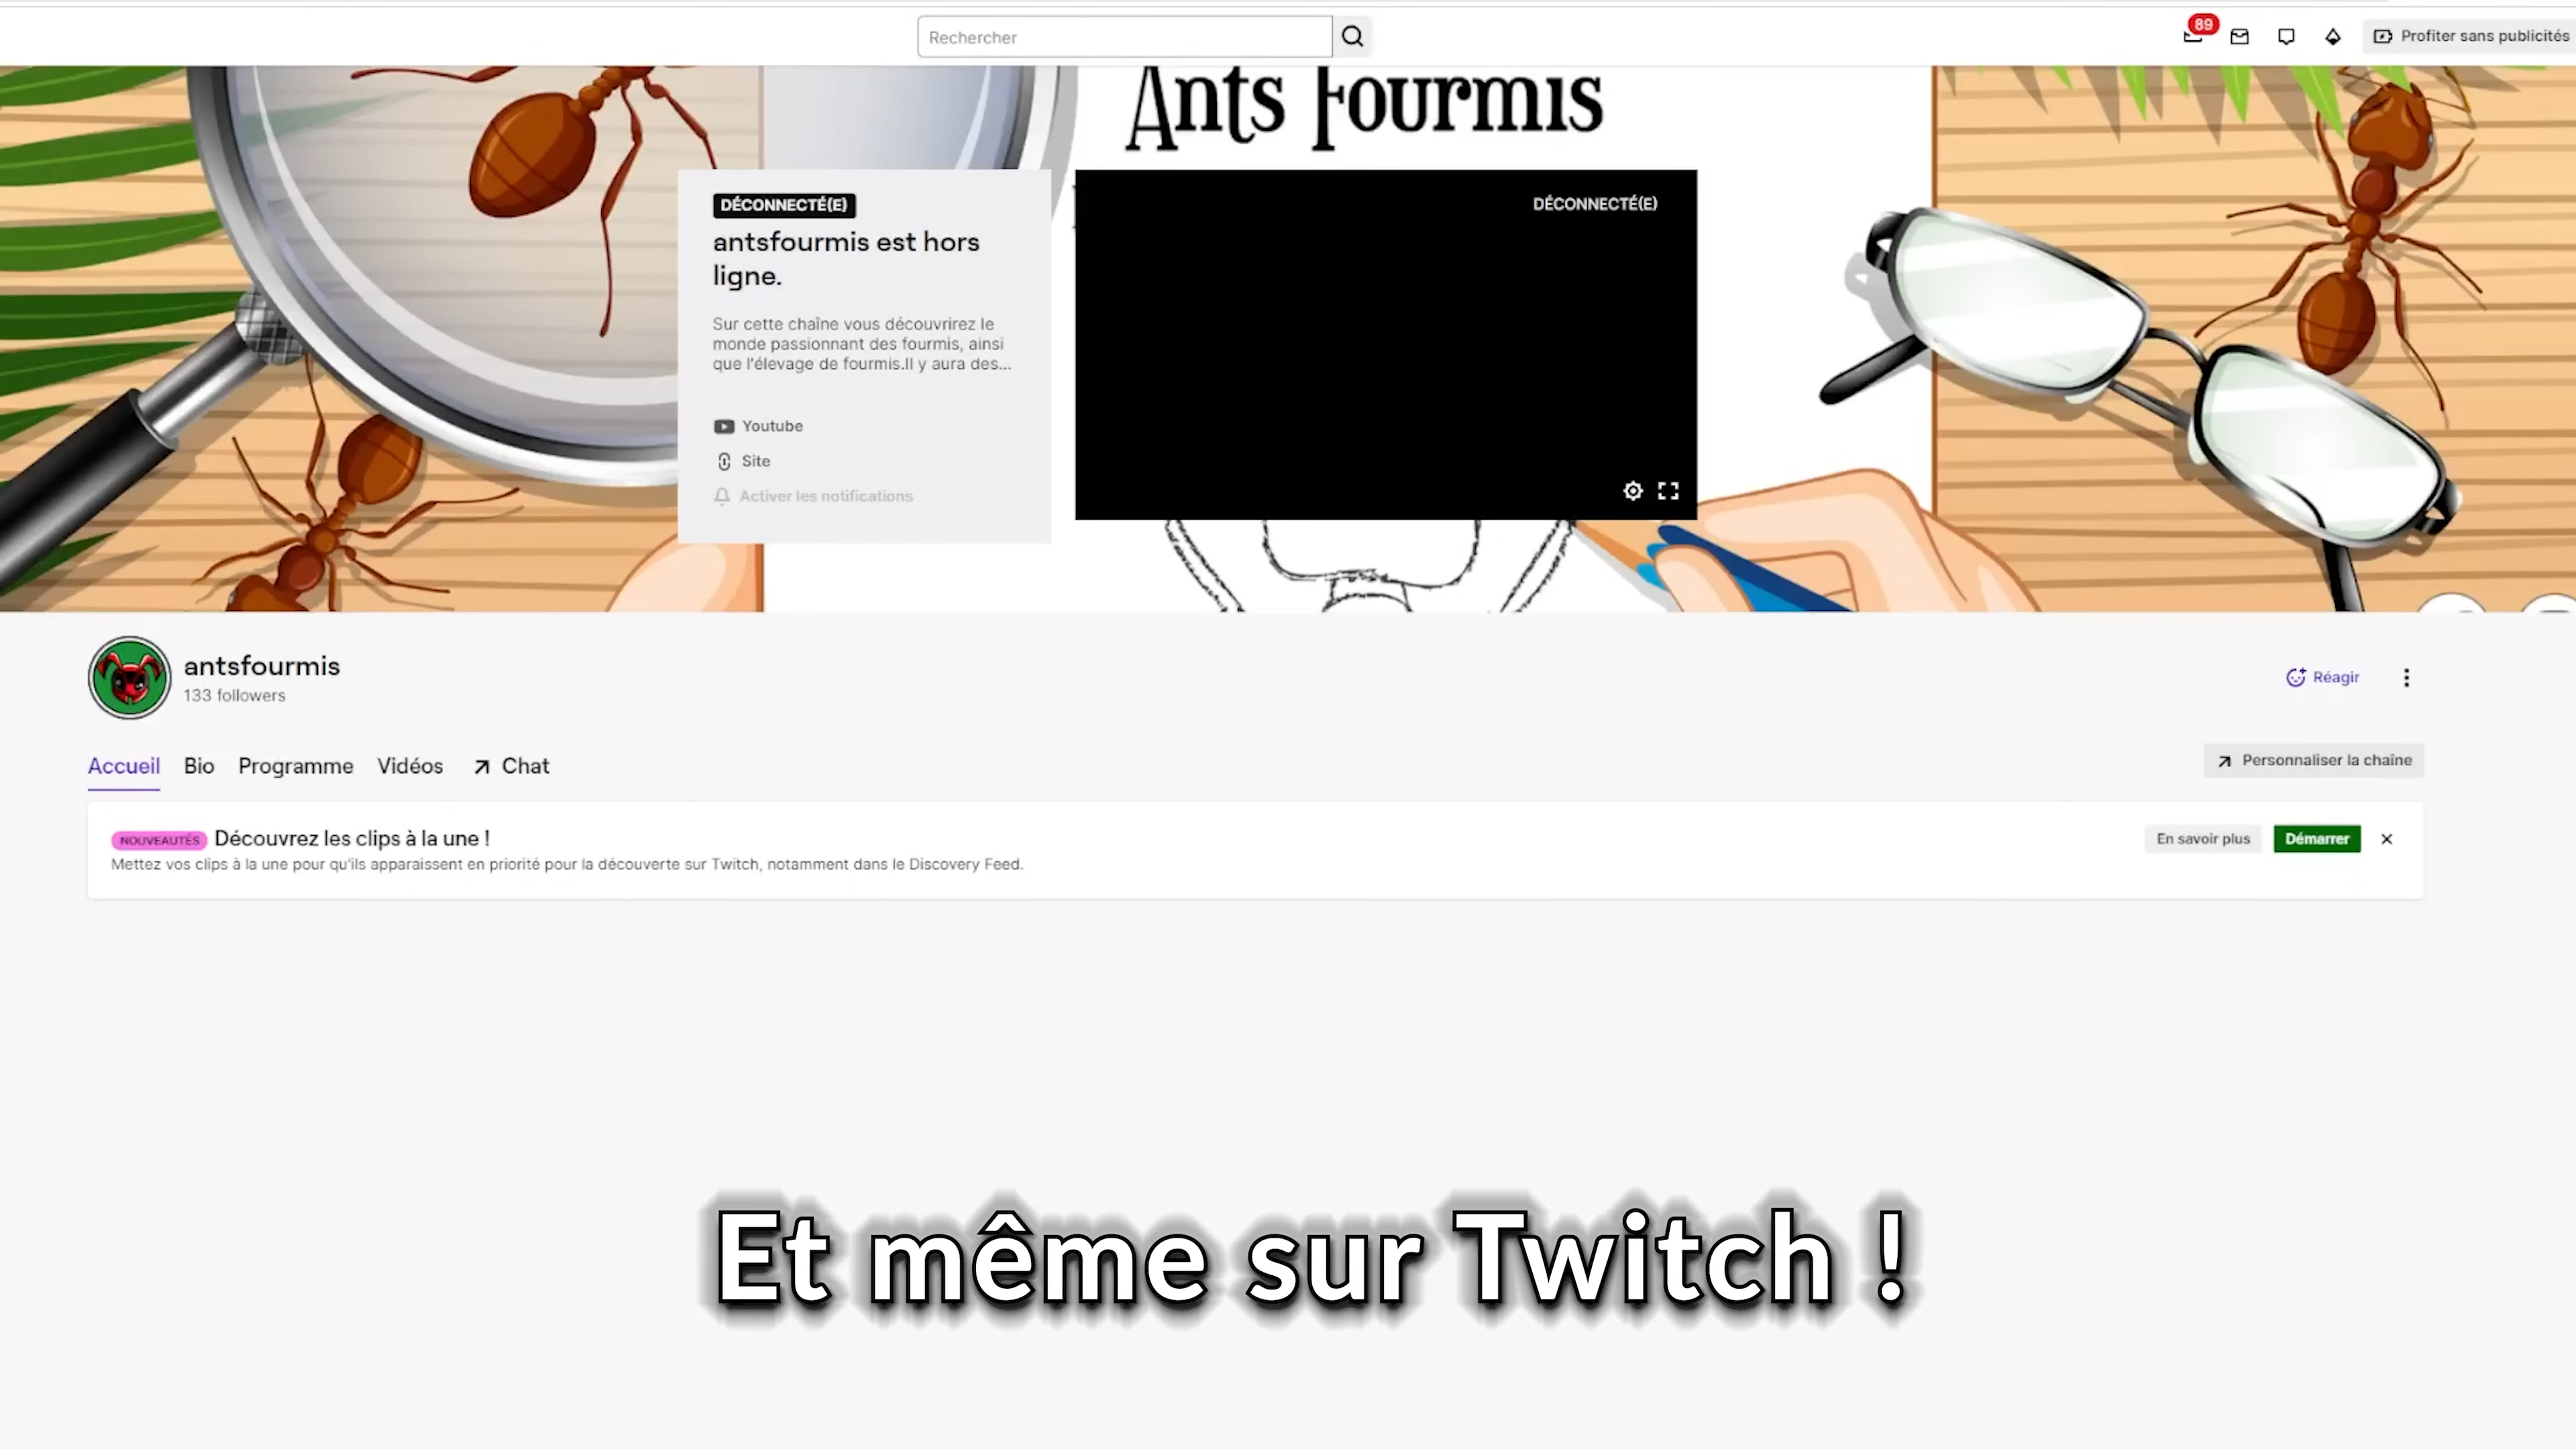 Rechercher
89
Profiter sans publicités
Ants Fourmis
DÉCONNECTÉ(E)
antsfourmis est hors
ligne.
Sur cette chaîne vous découvrirez le
monde passionnant des fourmis, ainsi
que l'élevage de fourmis.Il y aura des...
Youtube
Site
Activer les notifications
DÉCONNECTÉ(E)
antsfourmis
133 followers
Réagir
Accueil Bio Programme Vidéos Chat
Personnaliser la chaîne
NOUVEAUTÉS Découvrez les clips à la une !
Mettez vos clips à la une pour qu'ils apparaissent en priorité pour la découverte sur Twitch, notamment dans le Discovery Feed.
En savoir plus
Démarrer
Et même sur Twitch !